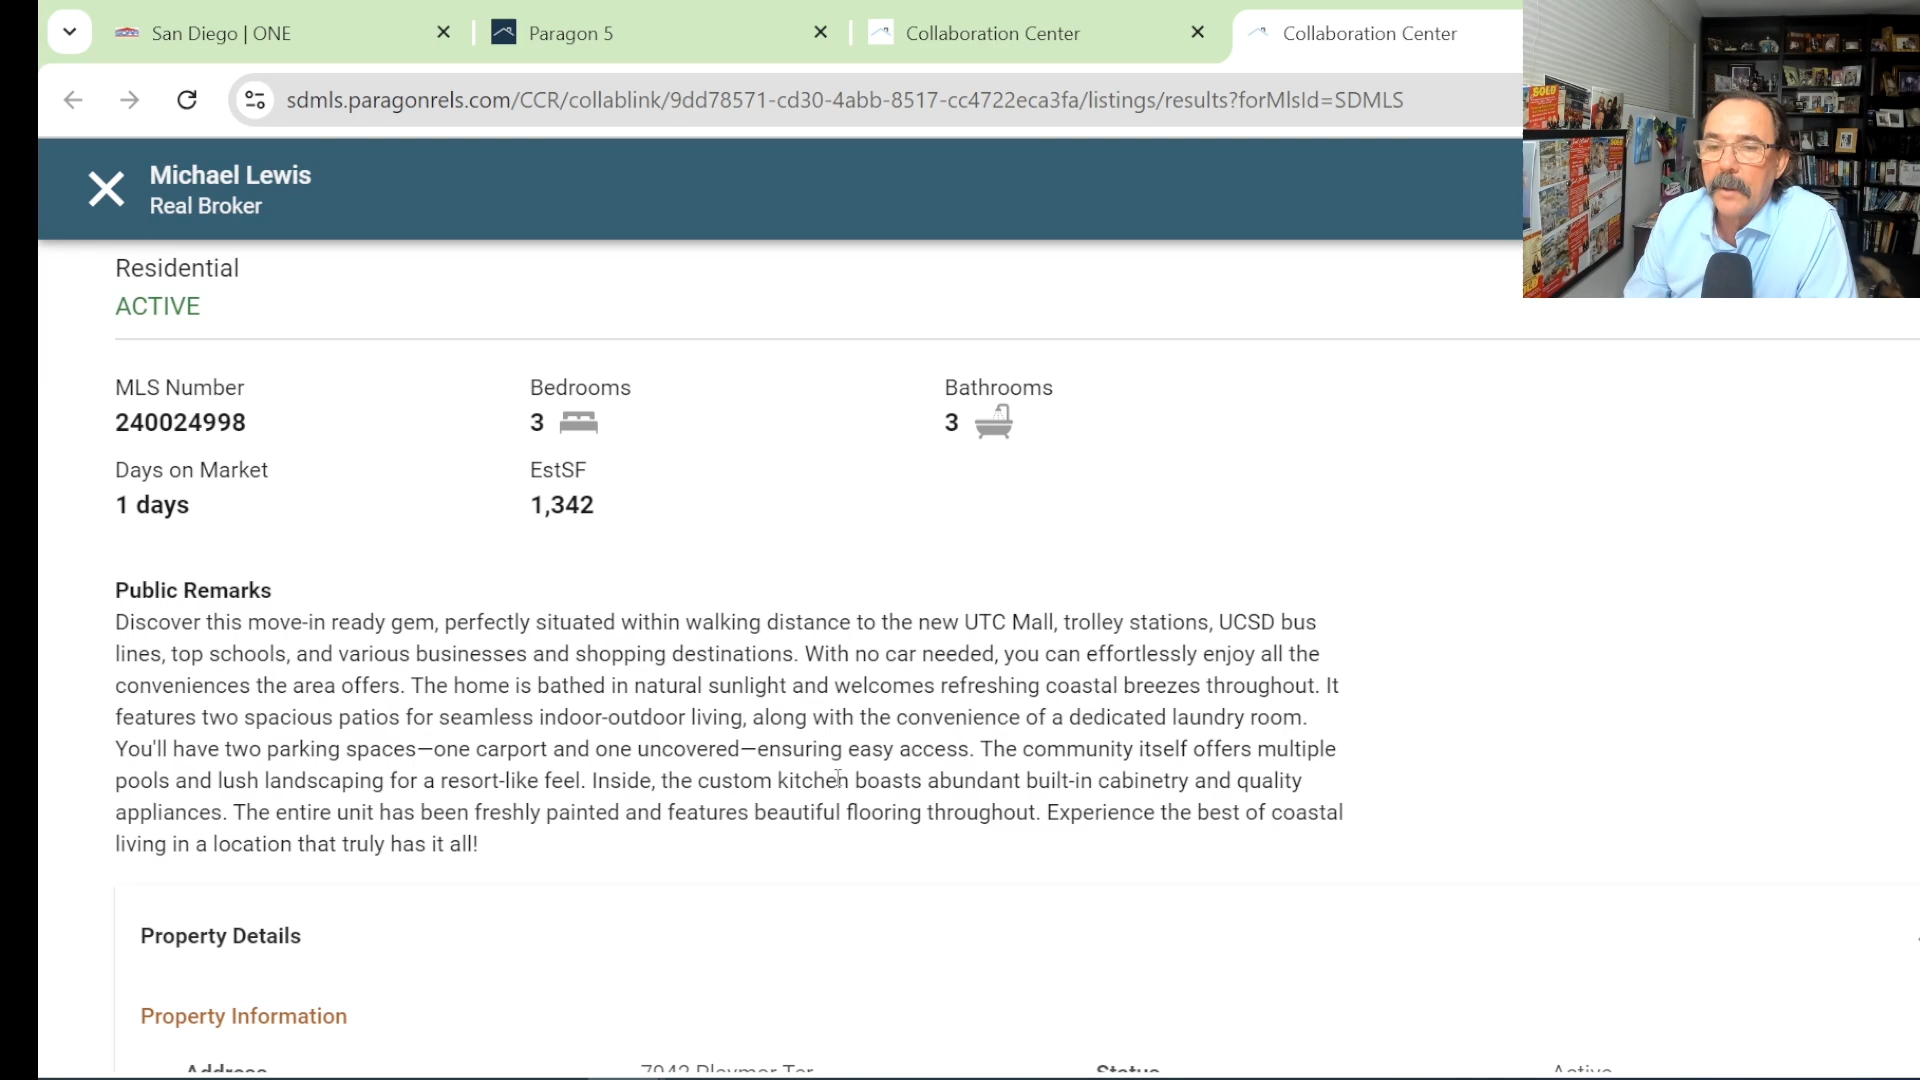 San Diego | ONE
Paragon 5
Collaboration Center
Collaboration Center
sdmls.paragonrels.com/CCR/collablink/9dd78571-cd30-4abb-8517-cc4722eca3fa/listings/results?forMlsId=SDMLS
Michael Lewis
Real Broker
SOLD
Residential
ACTIVE
MLS Number
Bedrooms
Bathrooms
240024998
3
3
Days on Market
EstSF
1 days
1,342
Public Remarks
Discover this move-in ready gem, perfectly situated within walking distance to the new UTC Mall, trolley stations, UCSD bus
lines, top schools, and various businesses and shopping destinations. With no car needed, you can effortlessly enjoy all the
conveniences the area offers. The home is bathed in natural sunlight and welcomes refreshing coastal breezes throughout. It
features two spacious patios for seamless indoor-outdoor living, along with the convenience of a dedicated laundry room.
You'll have two parking spaces—one carport and one uncovered—ensuring easy access. The community itself offers multiple
pools and lush landscaping for a resort-like feel. Inside, the custom kitchen boasts abundant built-in cabinetry and quality
appliances. The entire unit has been freshly painted and features beautiful flooring throughout. Experience the best of coastal
living in a location that truly has it all!
Property Details
Property Information
Address 7942 Playmor Ter Status Active